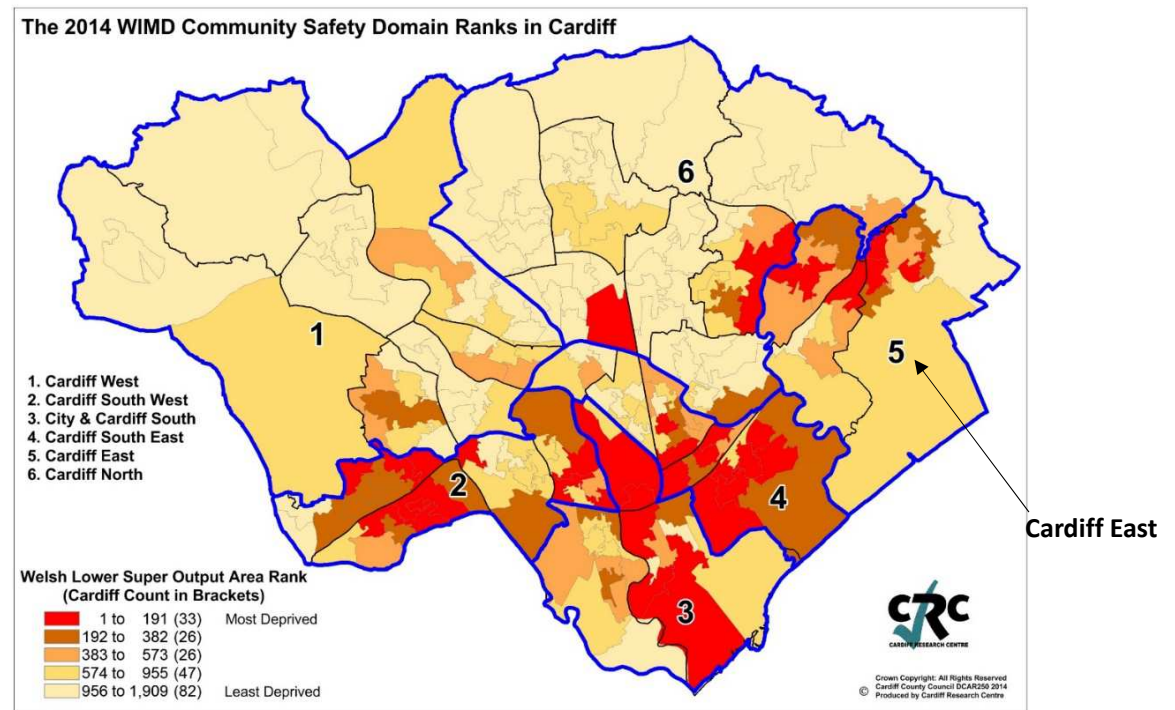 The 2014 WIMD Community Safety Domain Ranks in Cardiff
6
1
5
1. Cardiff West
2. Cardiff South West
3. City & Cardiff South
4. Cardiff South East
5. Cardiff East
6. Cardiff North
2
4
Cardiff East
3
Welsh Lower Super Output Area Rank
(Cardiff Count in Brackets)
1 to 191 (33) Most Deprived
192 to 382 (26)
383 to 573 (26)
574 to 955 (47)
956 to 1,909 (82) Least Deprived
CRC
CARDIFF RESEARCH CENTRE
Crown Copyright: All Rights Reserved
© Cardiff County Council DCAR250 2014
Produced by Cardiff Research Centre